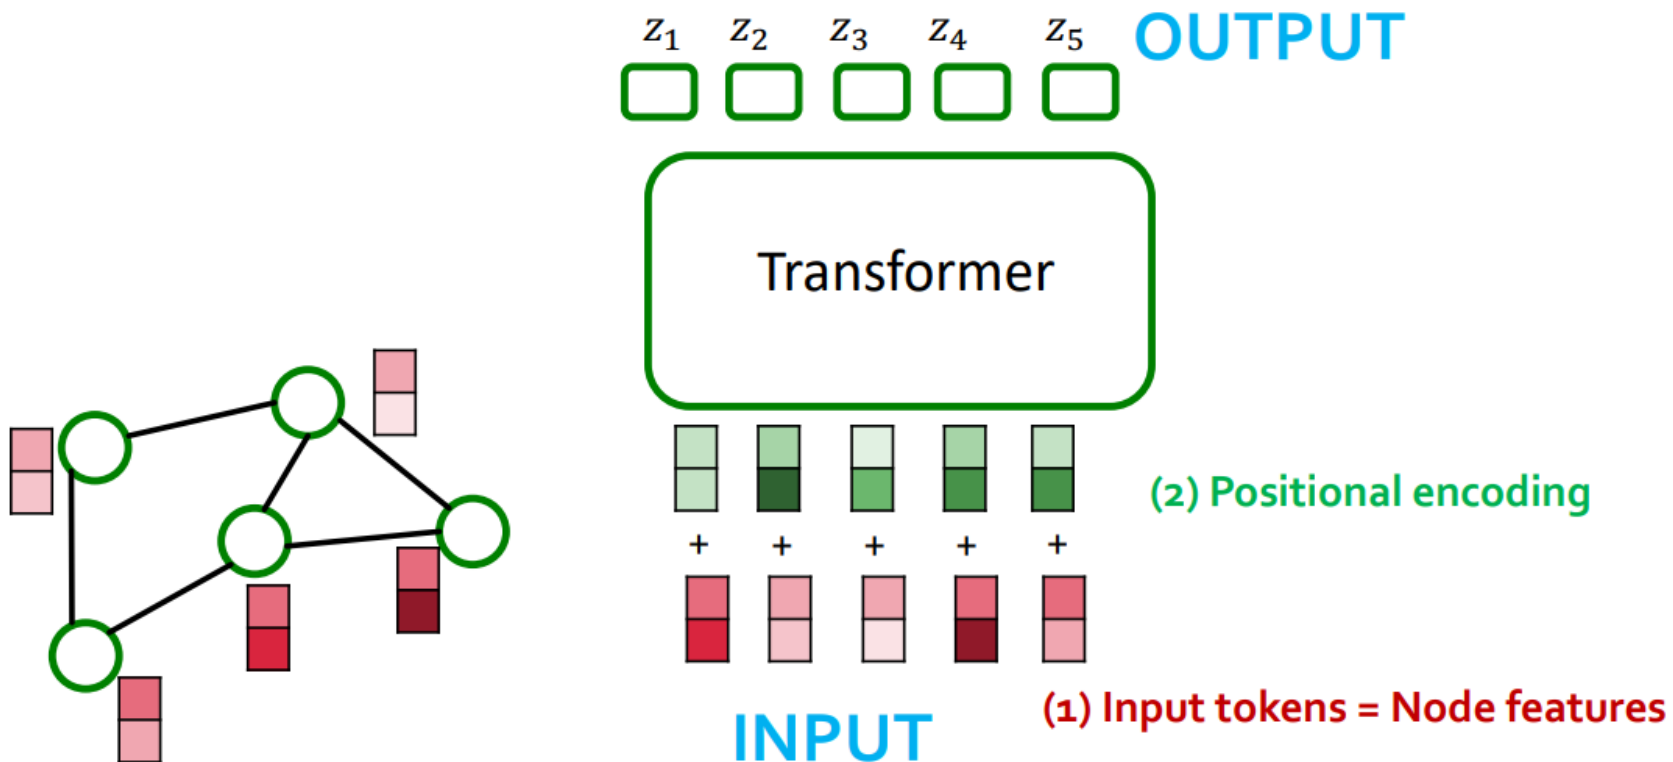 z1 z2 z3 z4 z5 OUTPUT
Transformer
(2) Positional encoding
+ + + + +
(1) Input tokens = Node features
INPUT